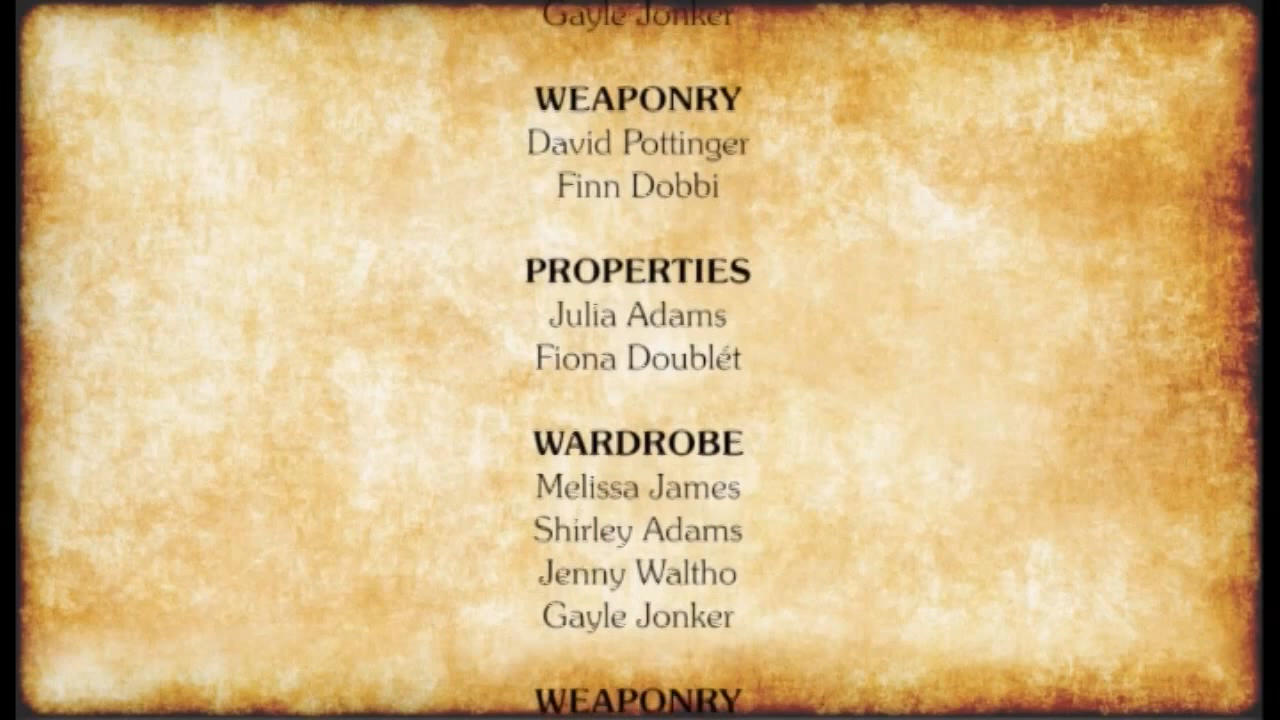 Gayle Jonker
WEAPONRY
David Pottinger
Finn Dobbi
PROPERTIES
Julia Adams
Fiona Doublét
WARDROBE
Melissa James
Shirley Adams
Jenny Waltho
Gayle Jonker
WEAPONRY